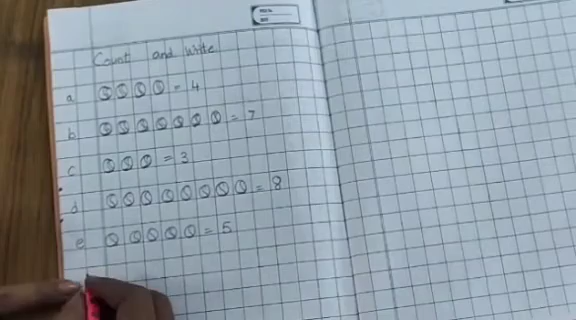 Count and write
a = 4
b = 7
c = 3
d = 8
e = 5